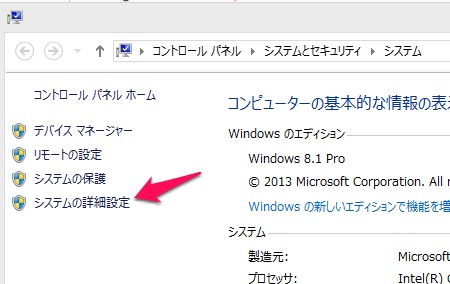 コントロール パネル ▸ システムとセキュリティ ▸ システム
コントロール パネル ホーム
デバイス マネージャー
リモートの設定
システムの保護
システムの詳細設定
コンピューターの基本的な情報の表示
Windows のエディション
Windows 8.1 Pro
© 2013 Microsoft Corporation. All
Windows の新しいエディションで機能を増
システム
製造元:
Microsof
プロセッサ:
Intel(R)